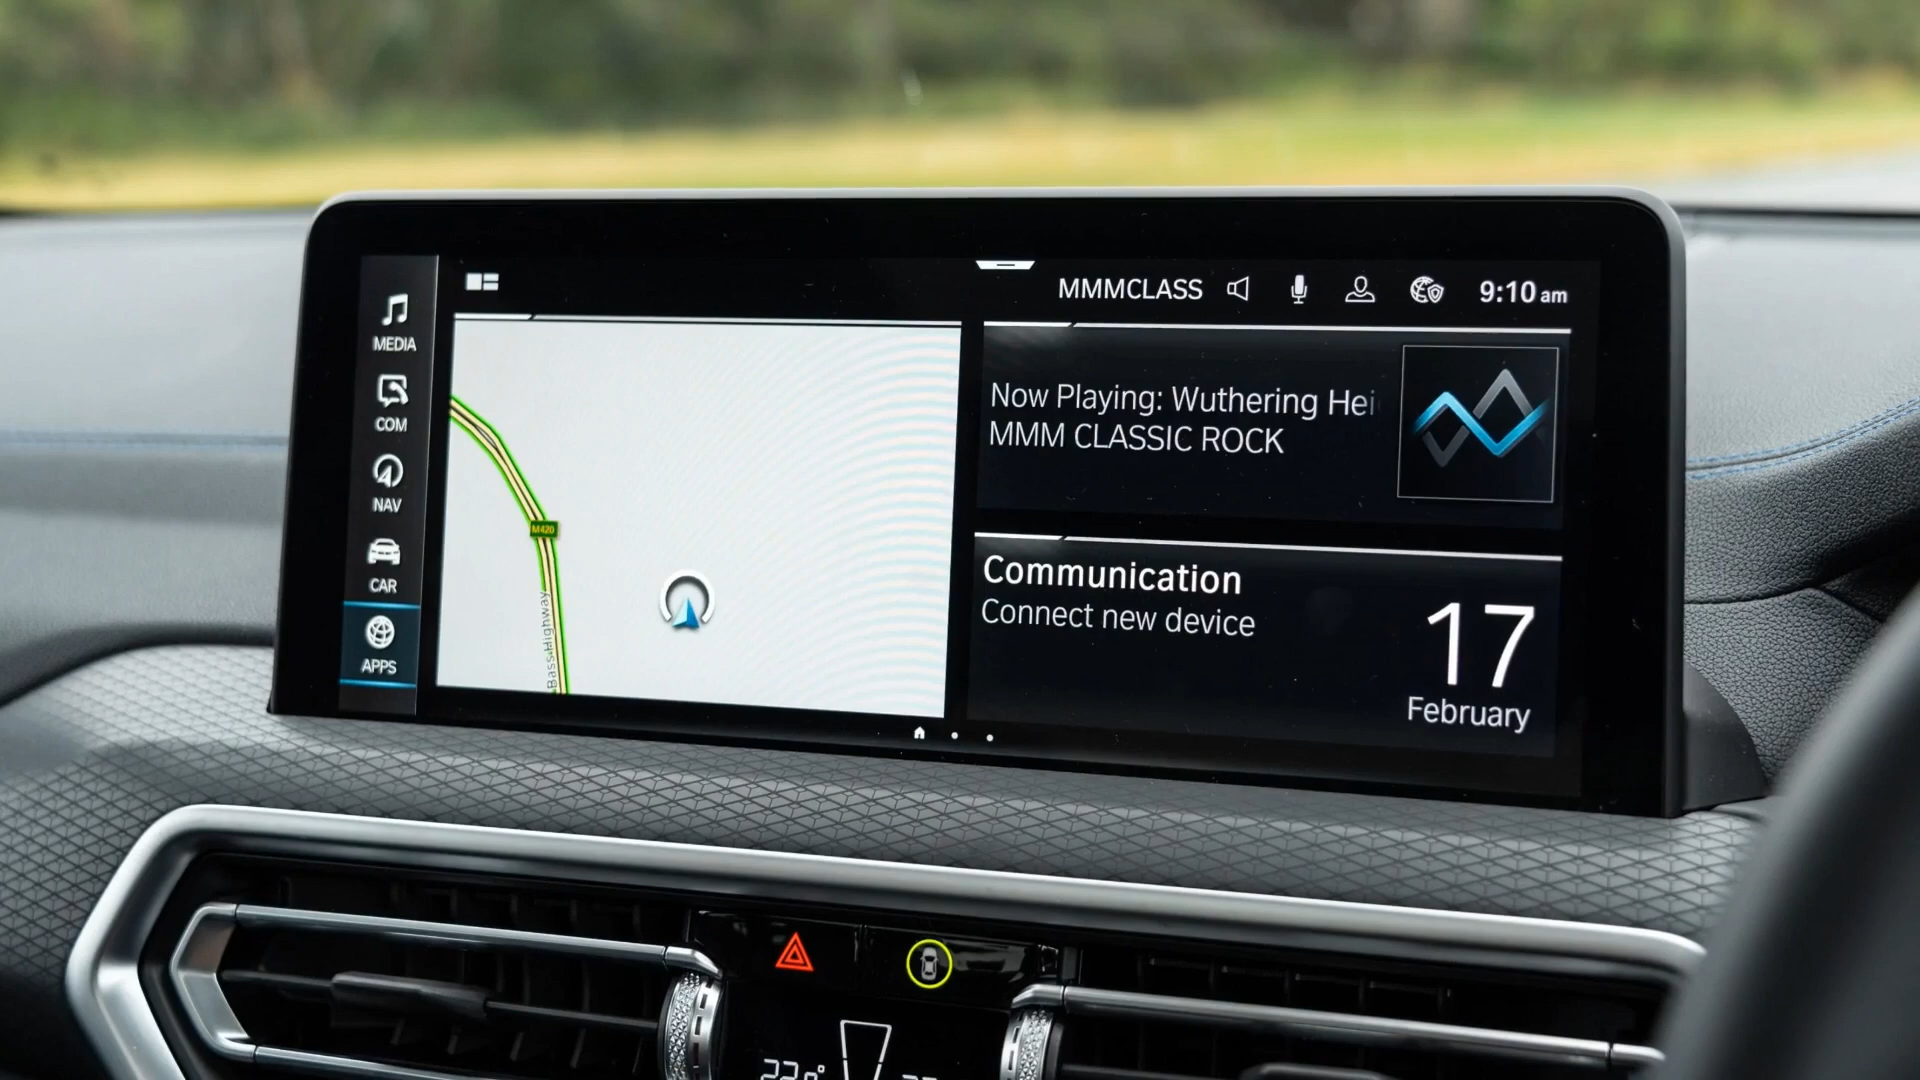 MMMCLASS
9:10 am
MEDIA
COM
NAV
CAR
APPS
M420
Bass Highway
Now Playing: Wuthering Hei
MMM CLASSIC ROCK
Communication
Connect new device
17
February